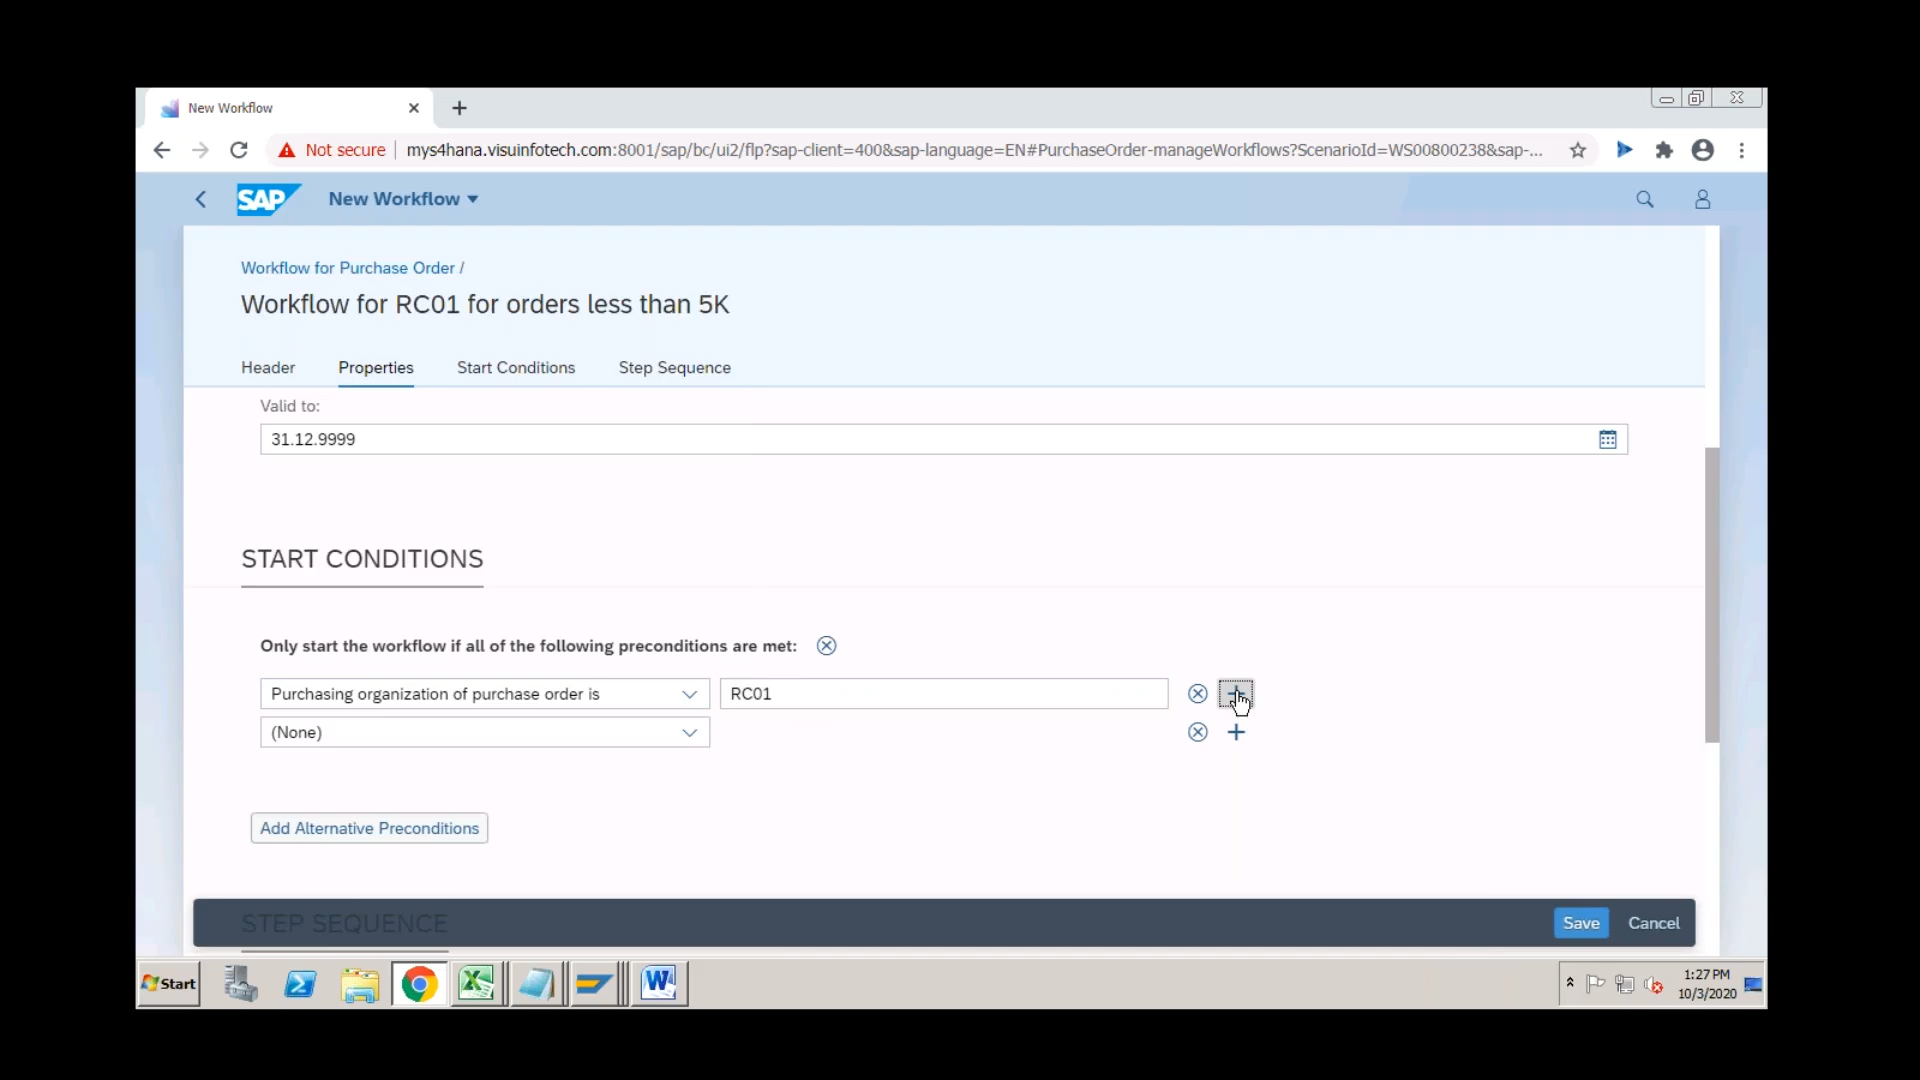 New Workflow
Not secure mys4hana.visuinfotech.com:8001/sap/bc/ui2/flp?sap-client=400&sap-language=EN#PurchaseOrder-manageWorkflows?ScenarioId=WS00800238&sap-...
SAP New Workflow
Workflow for Purchase Order /
Workflow for RC01 for orders less than 5K
Header Properties Start Conditions Step Sequence
Valid to:
31.12.9999
START CONDITIONS
Only start the workflow if all of the following preconditions are met:
Purchasing organization of purchase order is RC01
(None)
Add Alternative Preconditions
STEP SEQUENCE Save Cancel
Start 1:27 PM
10/3/2020